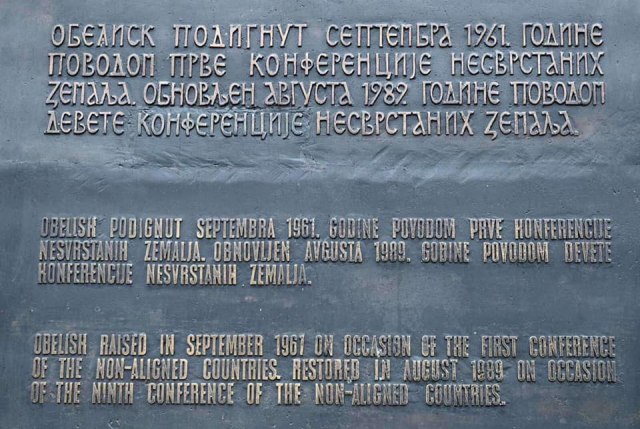 ОБЕЛИСК ПОДИГНУТ СЕПТЕМБРА 1961. ГОДИНЕ
ПОВОДОМ ПРВЕ КОНФЕРЕНЦИЈЕ НЕСВРСТАНИХ
ЗЕМАЉА. ОБНОВЉЕН АВГУСТА 1989. ГОДИНЕ ПОВОДОМ
ДЕВЕТЕ КОНФЕРЕНЦИЈЕ НЕСВРСТАНИХ ЗЕМАЉА.
OBELISK PODIGNUT SEPTEMBRA 1961. GODINE POVODOM PRVE KONFERENCIJE
NESVRSTANIH ZEMALJA. OBNOVLJEN AVGUSTA 1989. GODINE POVODOM DEVETE
KONFERENCIJE NESVRSTANIH ZEMALJA.
OBELISH RAISED IN SEPTEMBER 1961 ON OCCASION OF THE FIRST CONFERENCE
OF THE NON-ALIGNED COUNTRIES. RESTORED IN AUGUST 1989 ON OCCASION
OF THE NINTH CONFERENCE OF THE NON-ALIGNED COUNTRIES.